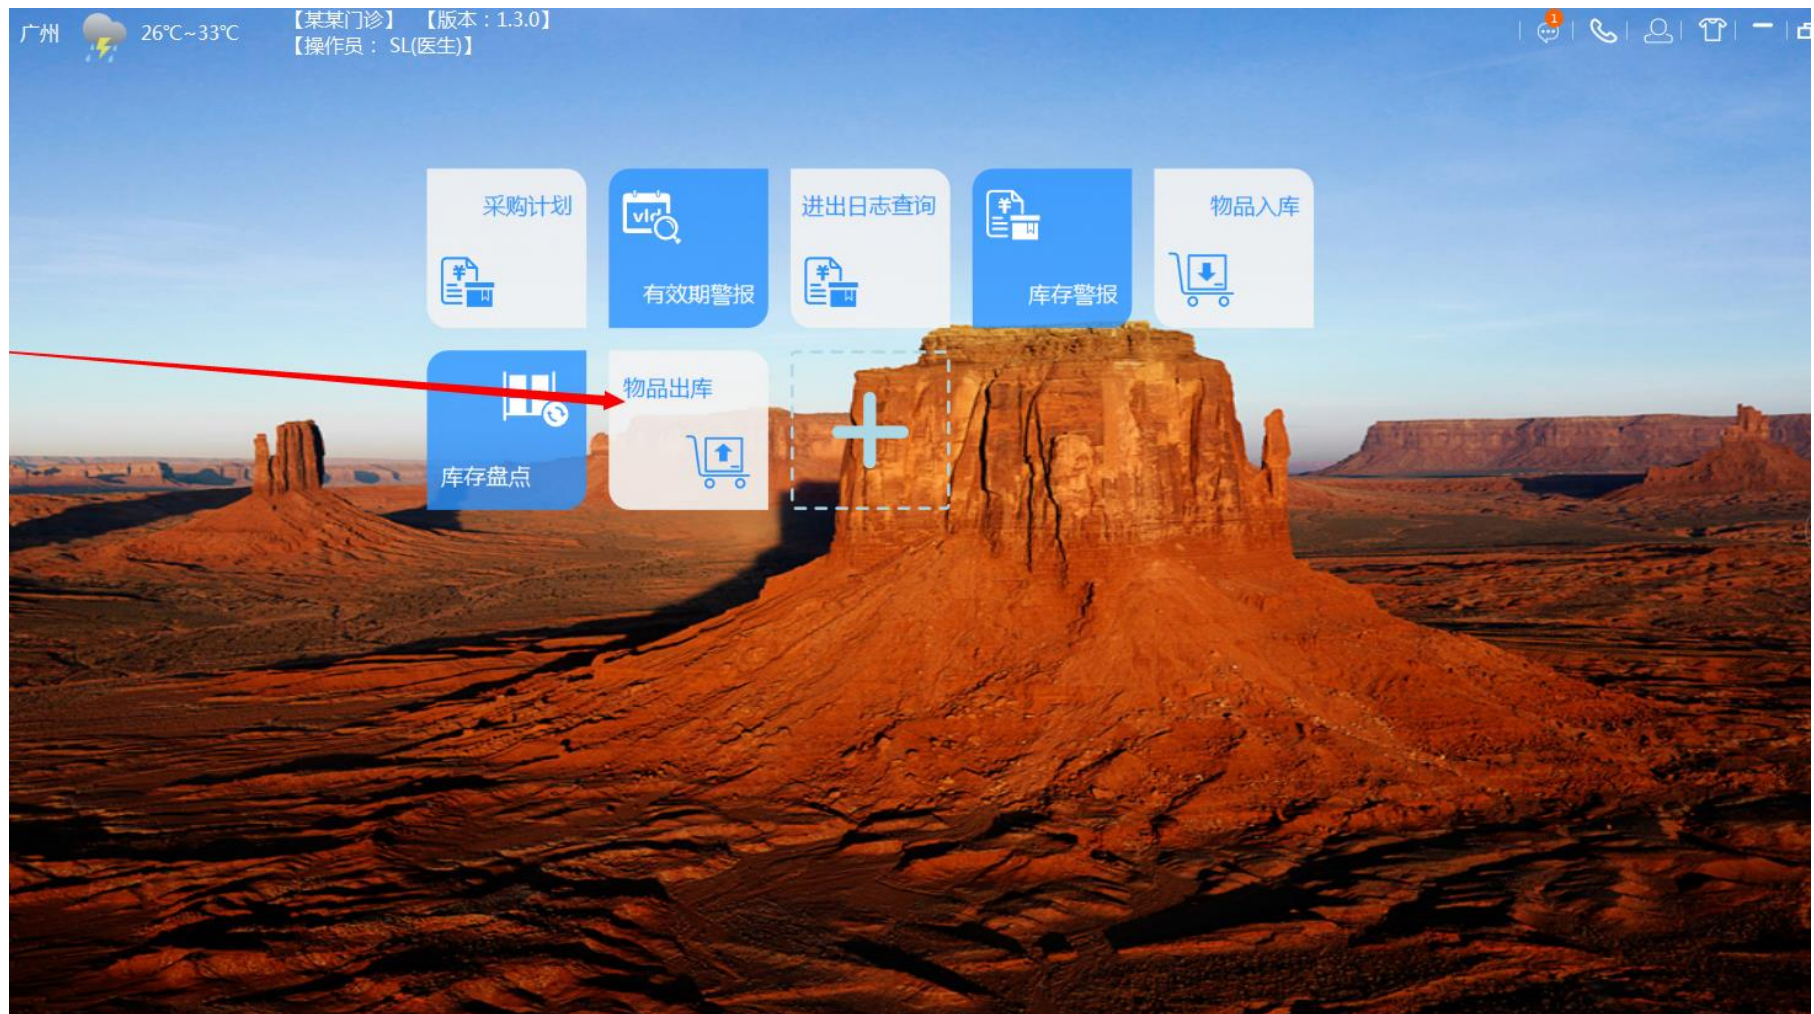 广州
26℃~33℃
【某某门诊】 【版本：1.3.0】
【操作员： SL(医生)】
1
采购计划
有效期警报
进出日志查询
库存警报
物品入库
库存盘点
物品出库